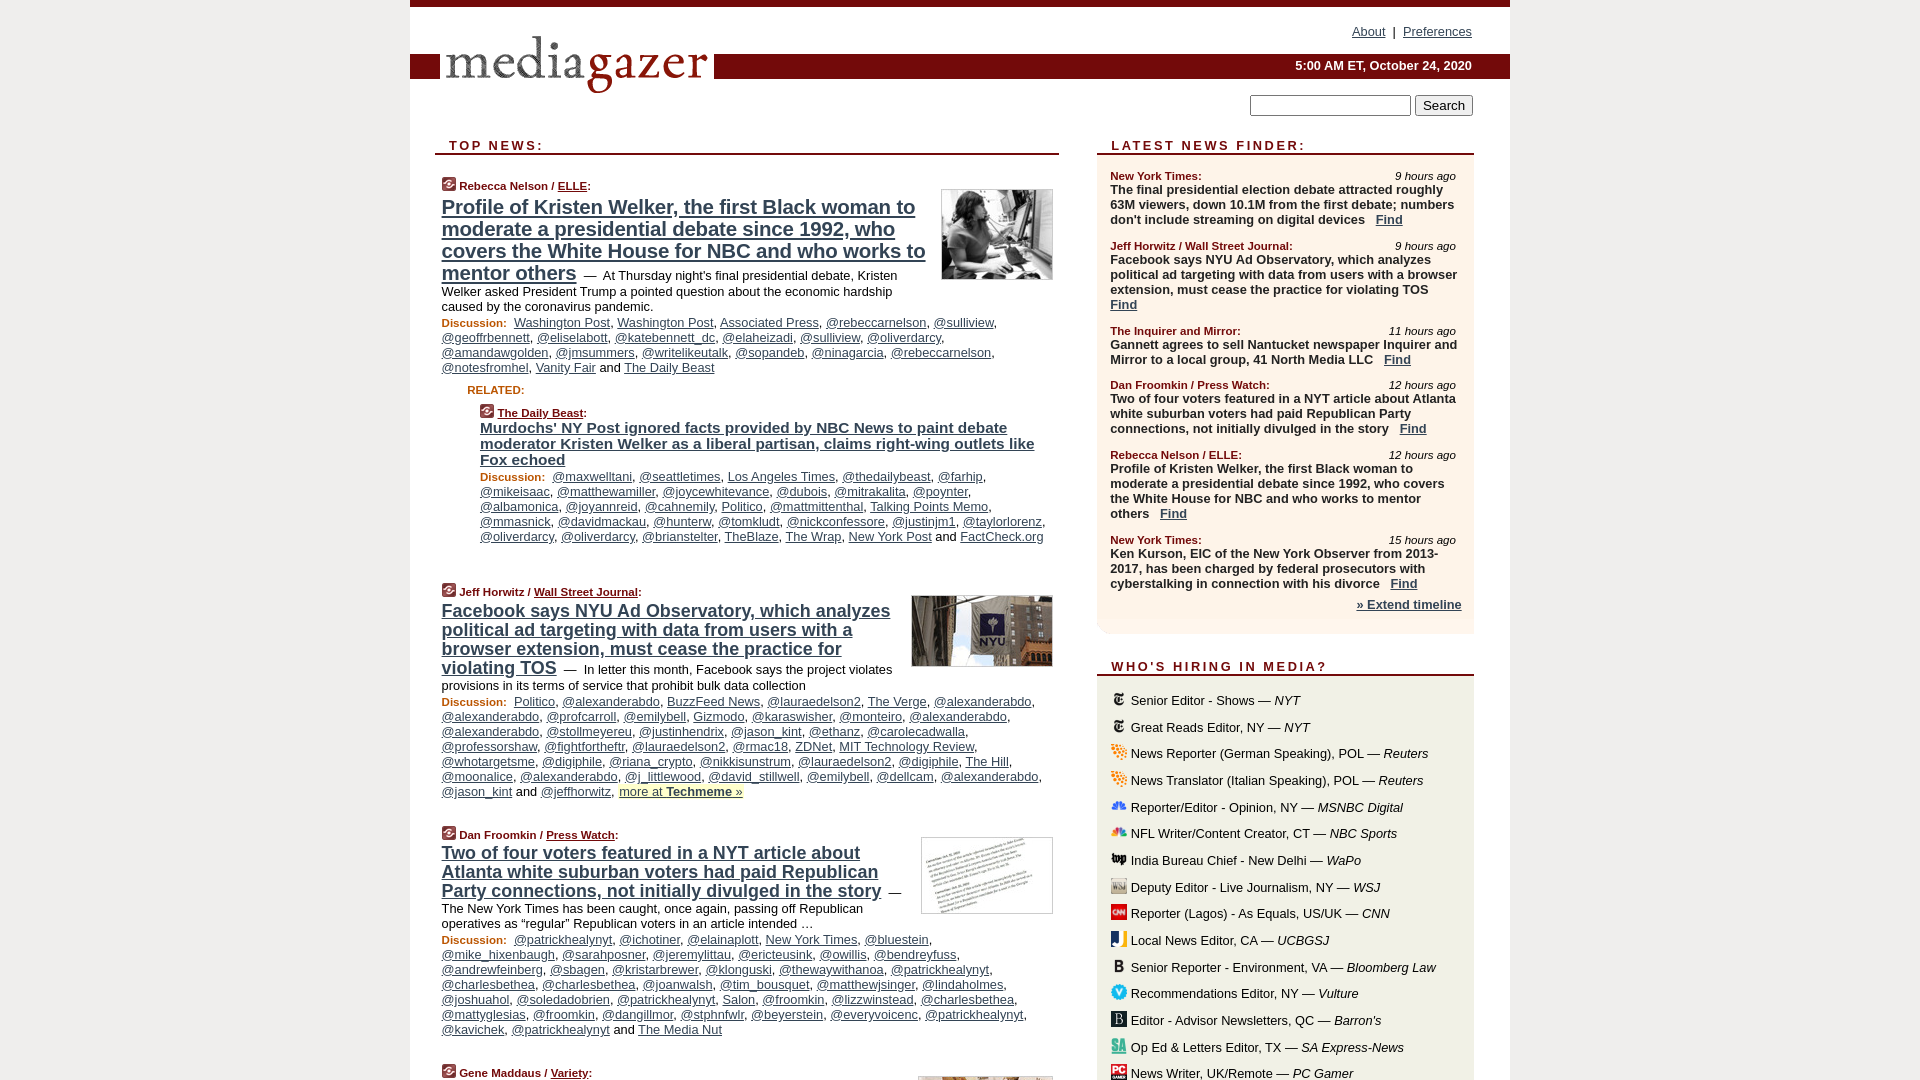 About | Preferences
mediagazer
5:00 AM ET, October 24, 2020
Search
TOP NEWS:
Rebecca Nelson / ELLE:
Profile of Kristen Welker, the first Black woman to
moderate a presidential debate since 1992, who
covers the White House for NBC and who works to
mentor others — At Thursday night's final presidential debate, Kristen
Welker asked President Trump a pointed question about the economic hardship
caused by the coronavirus pandemic.
Discussion: Washington Post, Washington Post, Associated Press, @rebeccarnelson, @sulliview,
@geoffrbennett, @eliselabott, @katebennett_dc, @elaheizadi, @sulliview, @oliverdarcy,
@amandawgolden, @jmsummers, @writelikeutalk, @sopandeb, @ninagarcia, @rebeccarnelson,
@notesfromhel, Vanity Fair and The Daily Beast
RELATED:
The Daily Beast:
Murdochs' NY Post ignored facts provided by NBC News to paint debate
moderator Kristen Welker as a liberal partisan, claims right-wing outlets like
Fox echoed
Discussion: @maxwelltani, @seattletimes, Los Angeles Times, @thedailybeast, @farhip,
@mikeisaac, @matthewamiller, @joycewhitevance, @dubois, @mitrakalita, @poynter,
@albamonica, @joyannreid, @cahnemily, Politico, @mattmittenthal, Talking Points Memo,
@mmasnick, @davidmackau, @hunterw, @tomkludt, @nickconfessore, @justinjm1, @taylorlorenz,
@oliverdarcy, @oliverdarcy, @brianstelter, TheBlaze, The Wrap, New York Post and FactCheck.org
Jeff Horwitz / Wall Street Journal:
Facebook says NYU Ad Observatory, which analyzes
political ad targeting with data from users with a
browser extension, must cease the practice for
violating TOS — In letter this month, Facebook says the project violates
provisions in its terms of service that prohibit bulk data collection
NYU
Discussion: Politico, @alexanderabdo, BuzzFeed News, @lauraedelson2, The Verge, @alexanderabdo,
@alexanderabdo, @profcarroll, @emilybell, Gizmodo, @karaswisher, @monteiro, @alexanderabdo,
@alexanderabdo, @stollmeyereu, @justinhendrix, @jason_kint, @ethanz, @carolecadwalla,
@professorshaw, @fightfortheftr, @lauraedelson2, @rmac18, ZDNet, MIT Technology Review,
@whotargetsme, @digiphile, @riana_crypto, @nikkisunstrum, @lauraedelson2, @digiphile, The Hill,
@moonalice, @alexanderabdo, @j_littlewood, @david_stillwell, @emilybell, @dellcam, @alexanderabdo,
@jason_kint and @jeffhorwitz, more at Techmeme »
Dan Froomkin / Press Watch:
Two of four voters featured in a NYT article about
Atlanta white suburban voters had paid Republican
Party connections, not initially divulged in the story —
The New York Times has been caught, once again, passing off Republican
operatives as “regular” Republican voters in an article intended …
Discussion: @patrickhealynyt, @ichotiner, @elainaplott, New York Times, @bluestein,
@mike_hixenbaugh, @sarahposner, @jeremylittau, @ericteusink, @owillis, @bendreyfuss,
@andrewfeinberg, @sbagen, @kristarbrewer, @klonguski, @thewaywithanoa, @patrickhealynyt,
@charlesbethea, @charlesbethea, @joanwalsh, @tim_bousquet, @matthewjsinger, @lindaholmes,
@joshuahol, @soledadobrien, @patrickhealynyt, Salon, @froomkin, @lizzwinstead, @charlesbethea,
@mattyglesias, @froomkin, @dangillmor, @stphnfwlr, @beyerstein, @everyvoicenc, @patrickhealynyt,
@kavichek, @patrickhealynyt and The Media Nut
Gene Maddaus / Variety:
LATEST NEWS FINDER:
New York Times: 9 hours ago
The final presidential election debate attracted roughly
63M viewers, down 10.1M from the first debate; numbers
don't include streaming on digital devices Find
Jeff Horwitz / Wall Street Journal: 9 hours ago
Facebook says NYU Ad Observatory, which analyzes
political ad targeting with data from users with a browser
extension, must cease the practice for violating TOS
Find
The Inquirer and Mirror: 11 hours ago
Gannett agrees to sell Nantucket newspaper Inquirer and
Mirror to a local group, 41 North Media LLC Find
Dan Froomkin / Press Watch: 12 hours ago
Two of four voters featured in a NYT article about Atlanta
white suburban voters had paid Republican Party
connections, not initially divulged in the story Find
Rebecca Nelson / ELLE: 12 hours ago
Profile of Kristen Welker, the first Black woman to
moderate a presidential debate since 1992, who covers
the White House for NBC and who works to mentor
others Find
New York Times: 15 hours ago
Ken Kurson, EIC of the New York Observer from 2013-
2017, has been charged by federal prosecutors with
cyberstalking in connection with his divorce Find
» Extend timeline
WHO'S HIRING IN MEDIA?
Senior Editor - Shows — NYT
Great Reads Editor, NY — NYT
News Reporter (German Speaking), POL — Reuters
News Translator (Italian Speaking), POL — Reuters
Reporter/Editor - Opinion, NY — MSNBC Digital
NFL Writer/Content Creator, CT — NBC Sports
wp India Bureau Chief - New Delhi — WaPo
WSJ Deputy Editor - Live Journalism, NY — WSJ
CNN Reporter (Lagos) - As Equals, US/UK — CNN
Local News Editor, CA — UCBGSJ
B Senior Reporter - Environment, VA — Bloomberg Law
Recommendations Editor, NY — Vulture
B Editor - Advisor Newsletters, QC — Barron's
SA Op Ed & Letters Editor, TX — SA Express-News
PC GAMER News Writer, UK/Remote — PC Gamer